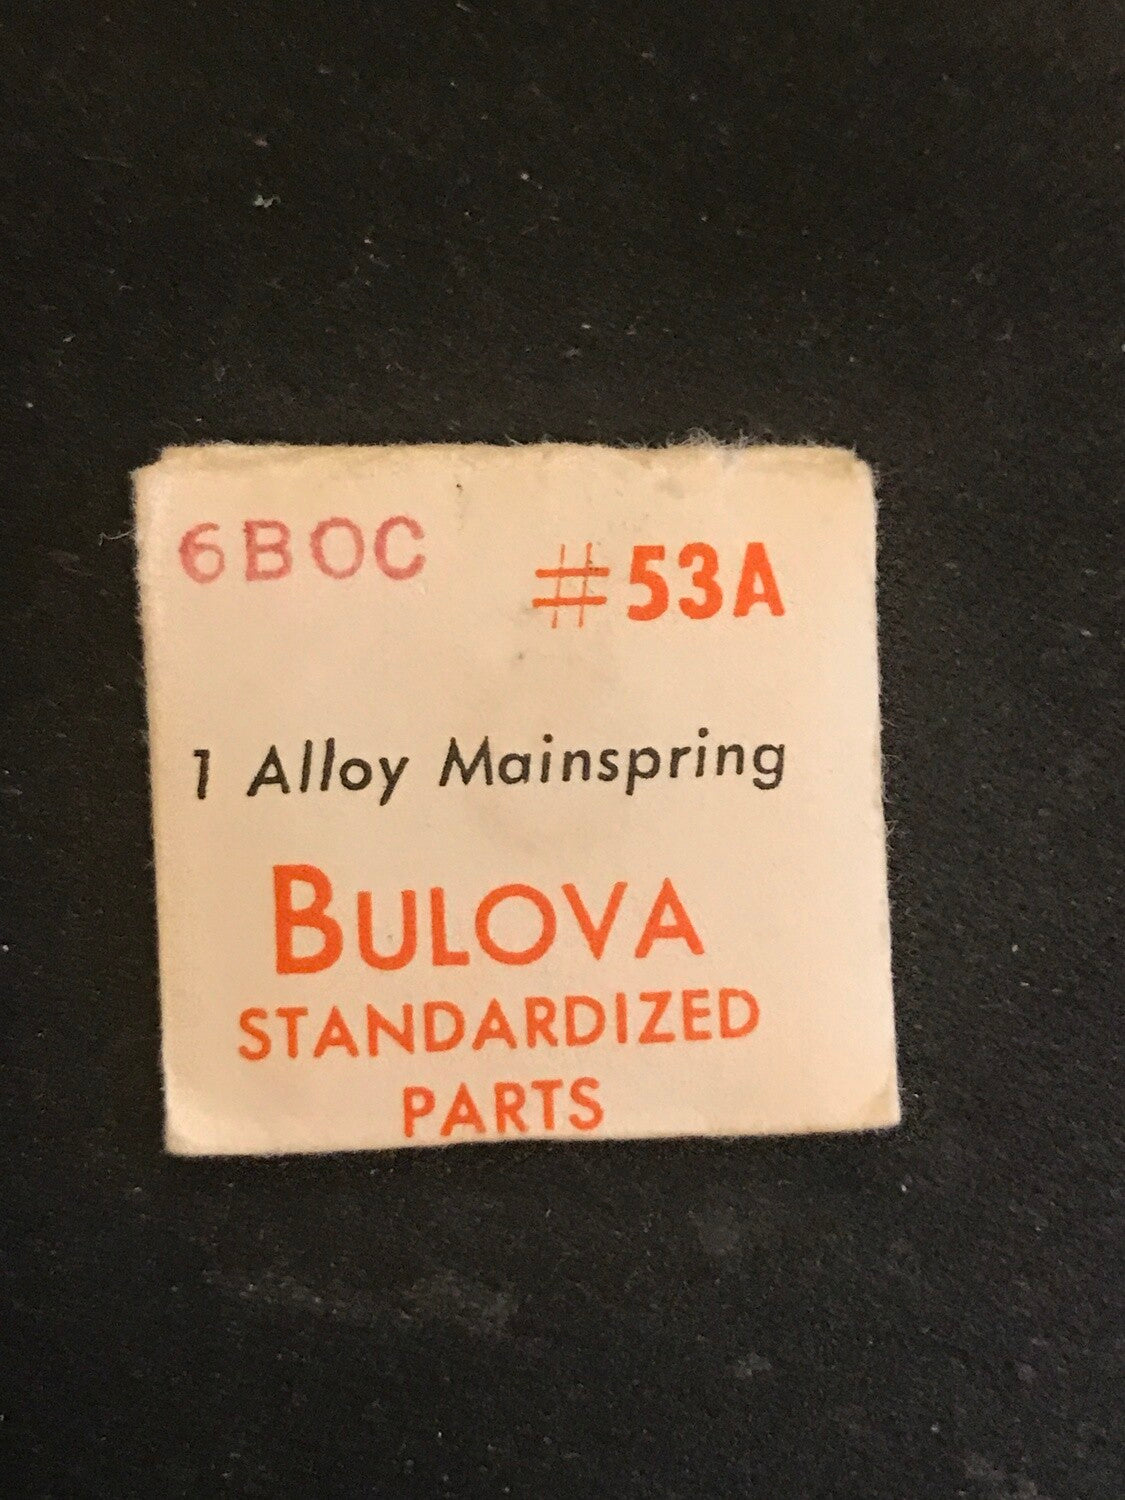 6BOC #53A
1 Alloy Mainspring
BULOVA
STANDARDIZED
PARTS